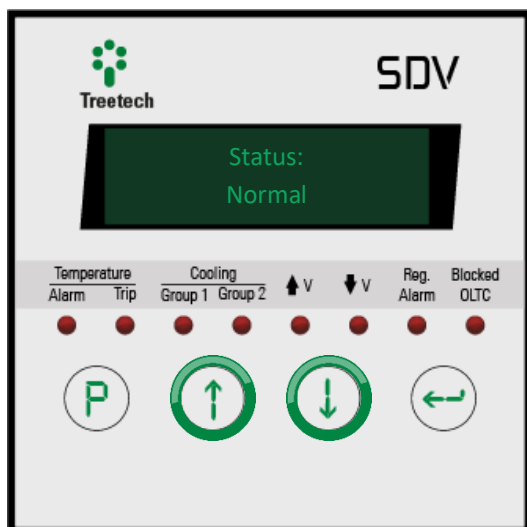 SDV
Treetech
Status:
Normal
Temperature
Alarm Trip
Cooling
Group 1 Group 2
V
V
Reg.
Alarm
Blocked
OLTC
P